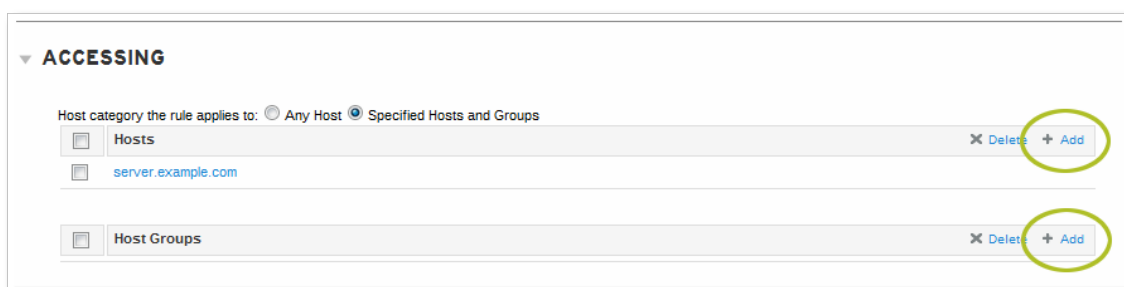 ACCESSING
Host category the rule applies to: Any Host Specified Hosts and Groups
Hosts Delete + Add
server.example.com
Host Groups Delete + Add